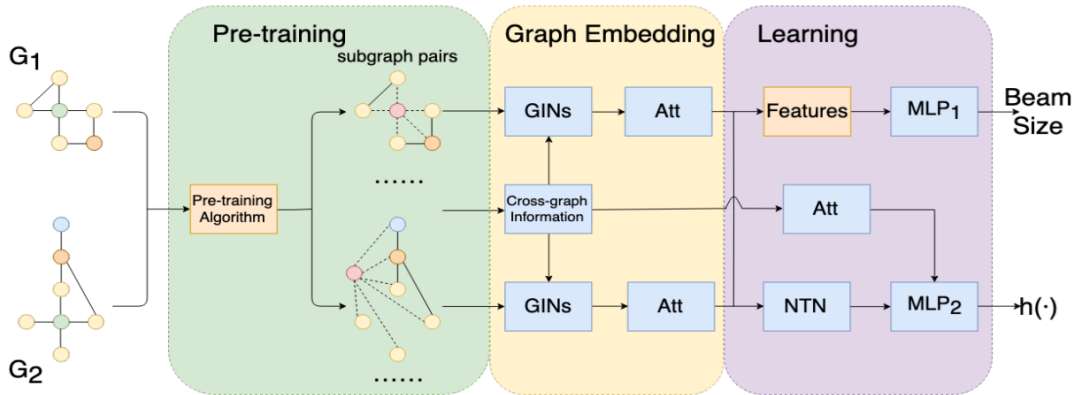 Pre-training
Graph Embedding
Learning
G1
subgraph pairs
GINs
Att
Features
MLP1
Beam
Size
......
Pre-training
Algorithm
Cross-graph
Information
Att
GINs
Att
NTN
MLP2
h(·)
G2
......